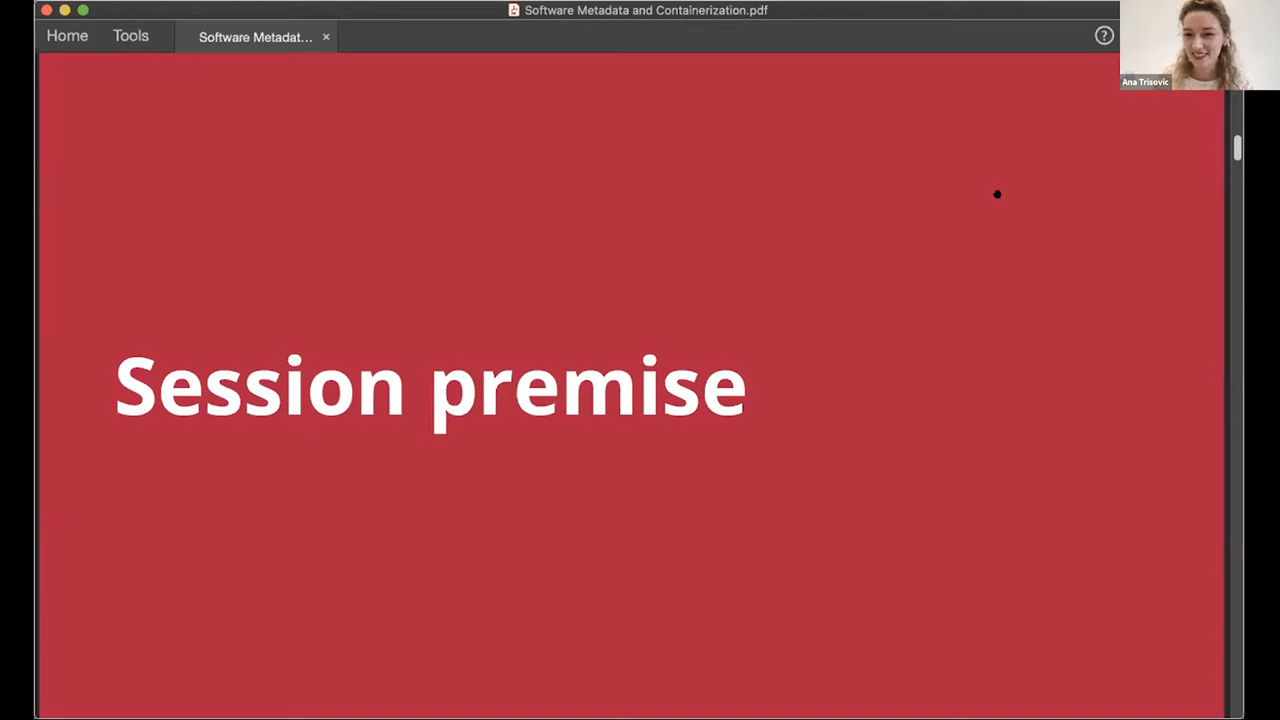 Software Metadata and Containerization.pdf
Home Tools Software Metadat... × ?
Ana Trisovic
Session premise